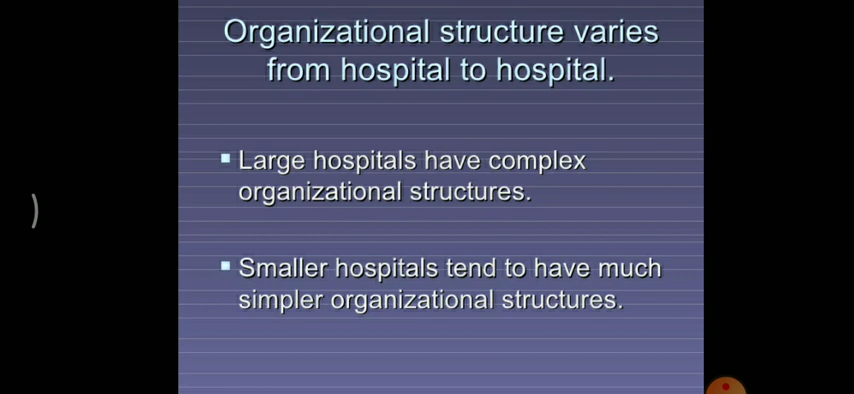 Organizational structure varies
from hospital to hospital.
Large hospitals have complex
organizational structures.
Smaller hospitals tend to have much
simpler organizational structures.